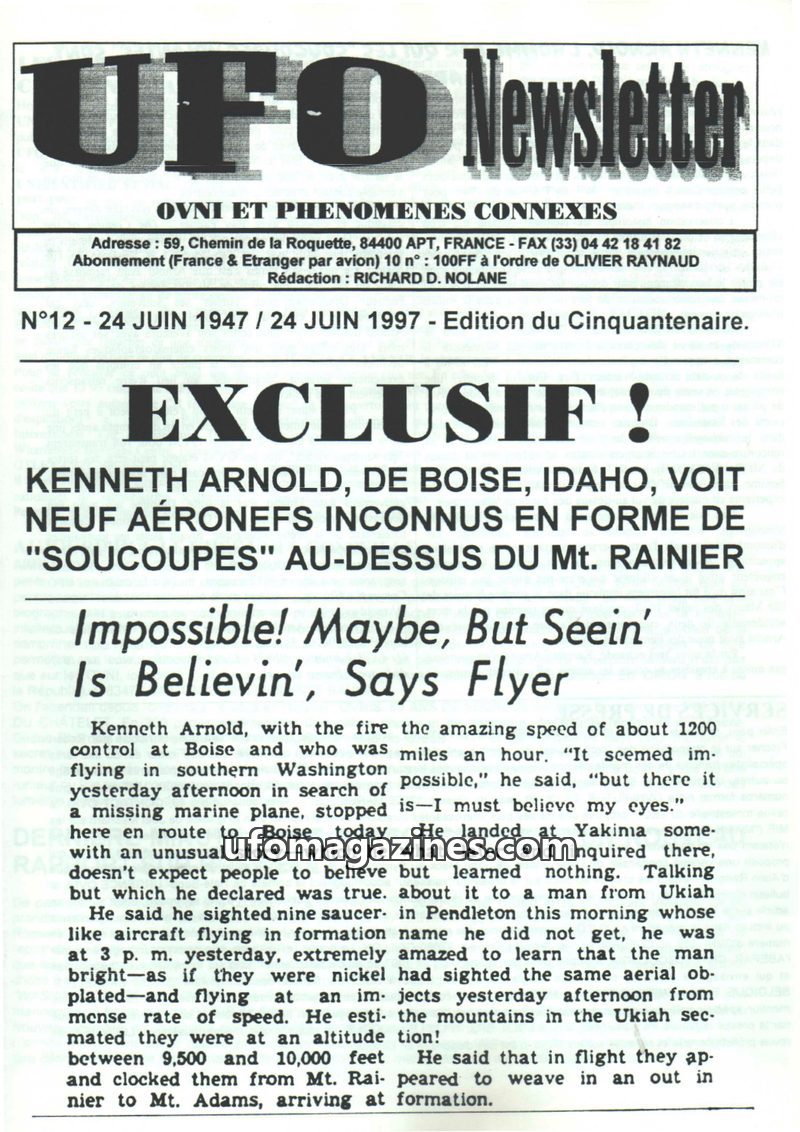 UFO Newsletter
OVNI ET PHENOMENES CONNEXES
Adresse : 59, Chemin de la Roquette, 84400 APT, FRANCE - FAX (33) 04 42 18 41 82
Abonnement (France & Etranger par avion) 10 n° : 100FF à l'ordre de OLIVIER RAYNAUD
Rédaction : RICHARD D. NOLANE
N°12 - 24 JUIN 1947 / 24 JUIN 1997 - Edition du Cinquantenaire.
EXCLUSIF !
KENNETH ARNOLD, DE BOISE, IDAHO, VOIT
NEUF AÉRONEFS INCONNUS EN FORME DE
"SOUCOUPES" AU-DESSUS DU Mt. RAINIER
Impossible! Maybe, But Seein'
Is Believin', Says Flyer
Kenneth Arnold, with the fire
control at Boise and who was
flying in southern Washington
yesterday afternoon in search of
a missing marine plane, stopped
here en route to Boise today
with an unusual
doesn't expect people to believe
but which he declared was true.
He said he sighted nine saucer-
like aircraft flying in formation
at 3 p. m. yesterday, extremely
bright—as if they were nickel
plated—and flying at an im-
mense rate of speed. He esti-
mated they were at an altitude
between 9,500 and 10,000 feet
and clocked them from Mt. Rai-
nier to Mt. Adams, arriving at
the amazing speed of about 1200
miles an hour. "It seemed im-
possible," he said, "but there it
is—I must believe my eyes."
He landed at Yakima some-
inquired there,
but learned nothing. Talking
about it to a man from Ukiah
in Pendleton this morning whose
name he did not get, he was
amazed to learn that the man
had sighted the same aerial ob-
jects yesterday afternoon from
the mountains in the Ukiah sec-
tion!
He said that in flight they ap-
peared to weave in an out in
formation.
ufomagazines.com